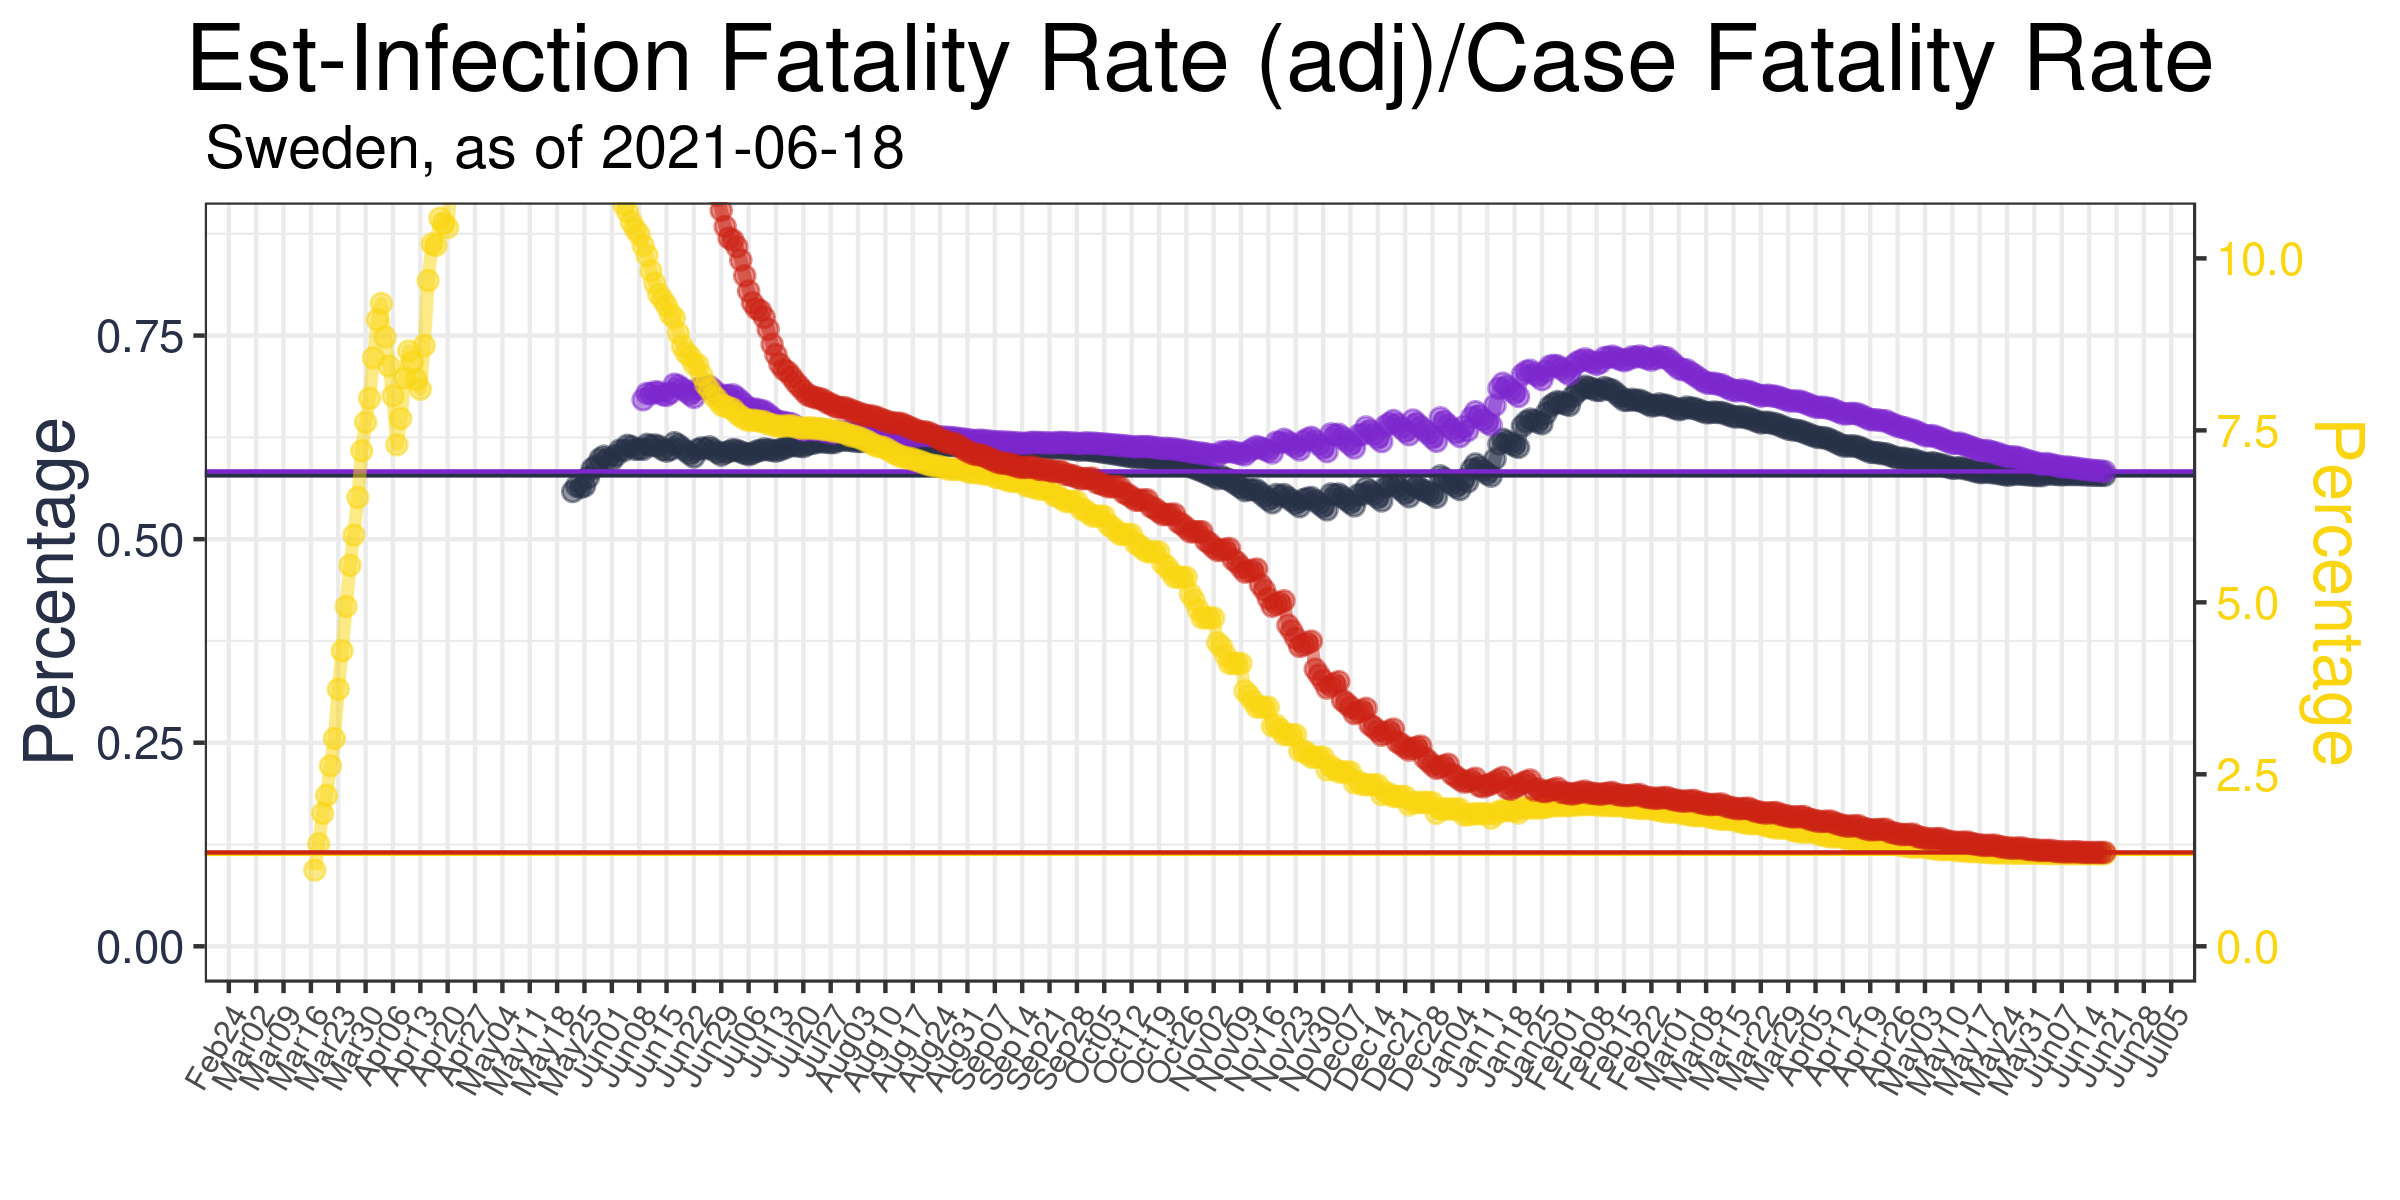 Est-Infection Fatality Rate (adj)/Case Fatality Rate
Sweden, as of 2021-06-18
Percentage
0.75
0.50
0.25
0.00
10.0
7.5
5.0
2.5
0.0
Percentage
Feb24
Mar02
Mar09
Mar16
Mar23
Mar30
Apr06
Apr13
Apr20
Apr27
May04
May11
May18
May25
Jun01
Jun08
Jun15
Jun22
Jun29
Jul06
Jul13
Jul20
Jul27
Aug03
Aug10
Aug17
Aug24
Aug31
Sep07
Sep14
Sep21
Sep28
Oct05
Oct12
Oct19
Oct26
Nov02
Nov09
Nov16
Nov23
Nov30
Dec07
Dec14
Dec21
Dec28
Jan04
Jan11
Jan18
Jan25
Feb01
Feb08
Feb15
Feb22
Mar01
Mar08
Mar15
Mar22
Mar29
Apr05
Apr12
Apr19
Apr26
May03
May10
May17
May24
May31
Jun07
Jun14
Jun21
Jun28
Jul05